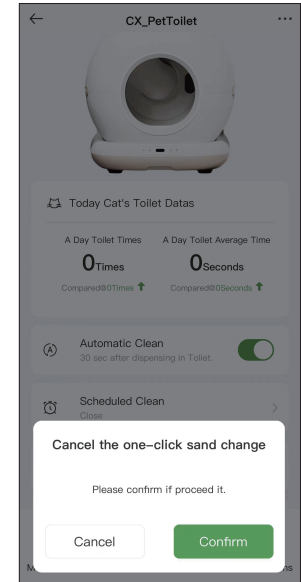 CX_PetToilet
Today Cat's Toilet Datas
A Day Toilet Times
A Day Toilet Average Time
0Times
0Seconds
Compared@0Times ↑
Compared@0Seconds ↑
Automatic Clean
30 sec after dispensing in Toliet.
Scheduled Clean
Close
Cancel the one-click sand change
Please confirm if proceed it.
Cancel
Confirm